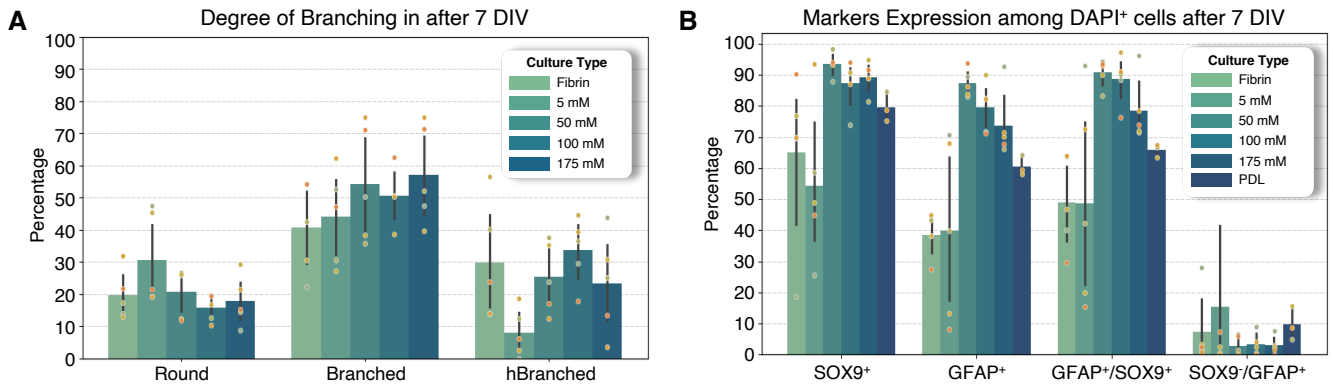 A
Degree of Branching in after 7 DIV
Percentage
100
90
80
70
60
50
40
30
20
10
0
Culture Type
Fibrin
5 mM
50 mM
100 mM
175 mM
Round
Branched
hBranched
B
Markers Expression among DAPI⁺ cells after 7 DIV
Percentage
100
90
80
70
60
50
40
30
20
10
0
Culture Type
Fibrin
5 mM
50 mM
100 mM
175 mM
PDL
SOX9⁺
GFAP⁺
GFAP⁺/SOX9⁺
SOX9⁻/GFAP⁺